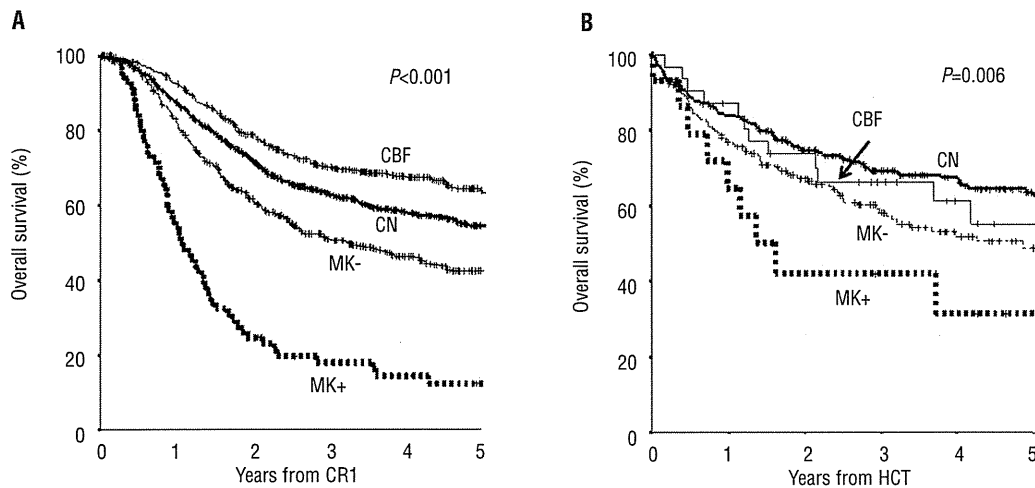 A
100
80
60
40
20
0
Overall survival (%)
P<0.001
CBF
CN
MK-
MK+
0 1 2 3 4 5
Years from CR1
B
100
80
60
40
20
0
Overall survival (%)
P=0.006
CBF
CN
MK-
MK+
0 1 2 3 4 5
Years from HCT